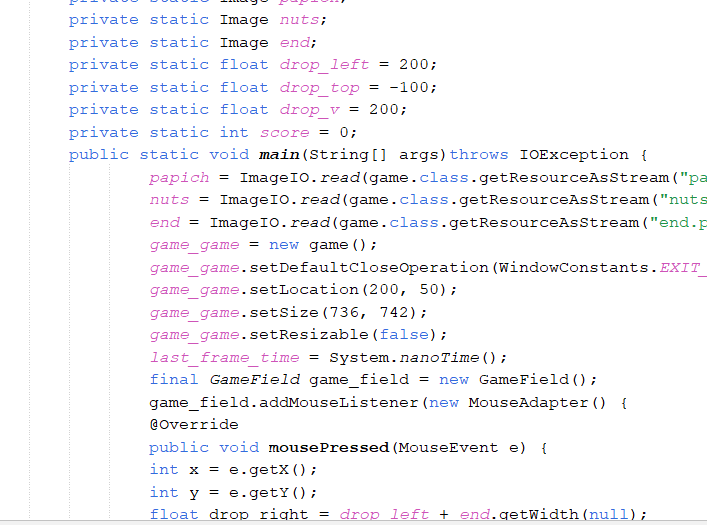 private static Image papich;
private static Image nuts;
private static Image end;
private static float drop_left = 200;
private static float drop_top = -100;
private static float drop_v = 200;
private static int score = 0;
public static void main(String[] args)throws IOException {
papich = ImageIO.read(game.class.getResourceAsStream("pa
nuts = ImageIO.read(game.class.getResourceAsStream("nuts
end = ImageIO.read(game.class.getResourceAsStream("end.p
game_game = new game();
game_game.setDefaultCloseOperation(WindowConstants.EXIT_
game_game.setLocation(200, 50);
game_game.setSize(736, 742);
game_game.setResizable(false);
last_frame_time = System.nanoTime();
final GameField game_field = new GameField();
game_field.addMouseListener(new MouseAdapter() {
@Override
public void mousePressed(MouseEvent e) {
int x = e.getX();
int y = e.getY();
float drop_right = drop_left + end.getWidth(null);